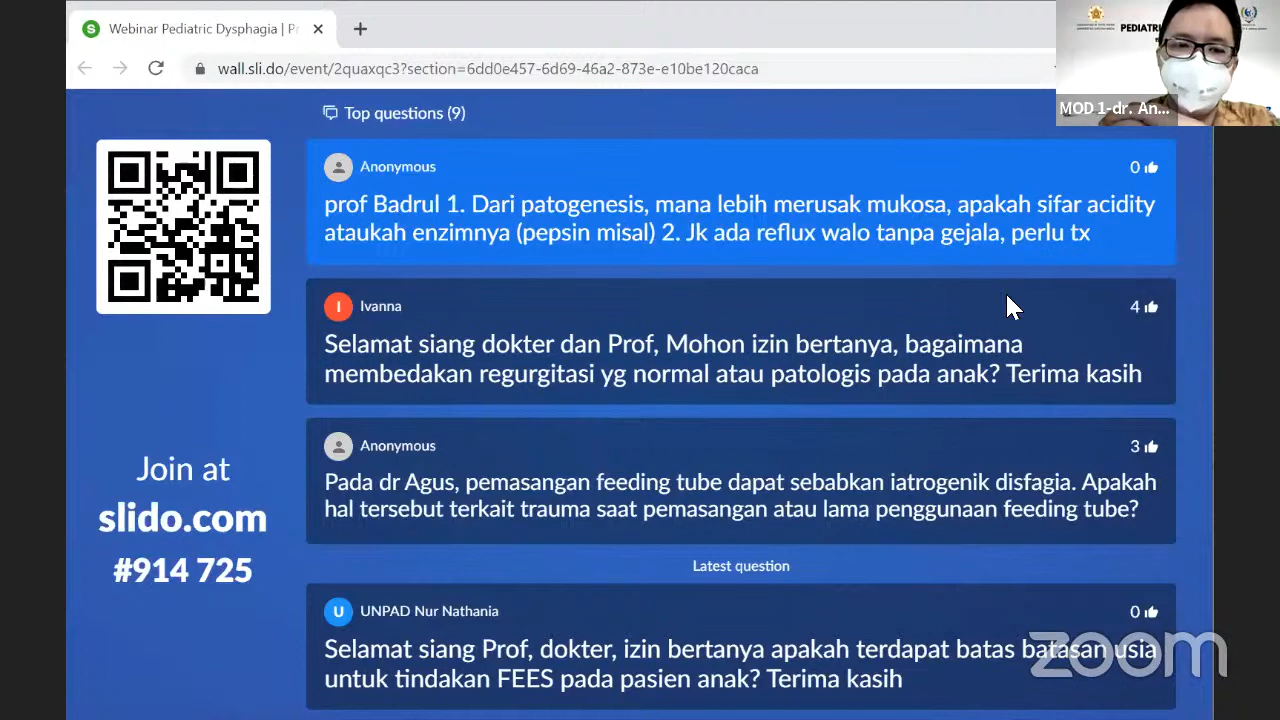 Webinar Pediatric Dysphagia | Pr
wall.sli.do/event/2quaxqc3?section=6dd0e457-6d69-46a2-873e-e10be120caca
PEDIATRI
MOD 1-dr. An...
Top questions (9)
Anonymous
0
prof Badrul 1. Dari patogenesis, mana lebih merusak mukosa, apakah sifar acidity
ataukah enzimnya (pepsin misal) 2. Jk ada reflux walo tanpa gejala, perlu tx
I
Ivanna
4
Selamat siang dokter dan Prof, Mohon izin bertanya, bagaimana
membedakan regurgitasi yg normal atau patologis pada anak? Terima kasih
Anonymous
3
Pada dr Agus, pemasangan feeding tube dapat sebabkan iatrogenik disfagia. Apakah
hal tersebut terkait trauma saat pemasangan atau lama penggunaan feeding tube?
Latest question
U
UNPAD Nur Nathania
0
Selamat siang Prof, dokter, izin bertanya apakah terdapat batas batasan usia
untuk tindakan FEES pada pasien anak? Terima kasih
Join at
slido.com
#914 725
zoom